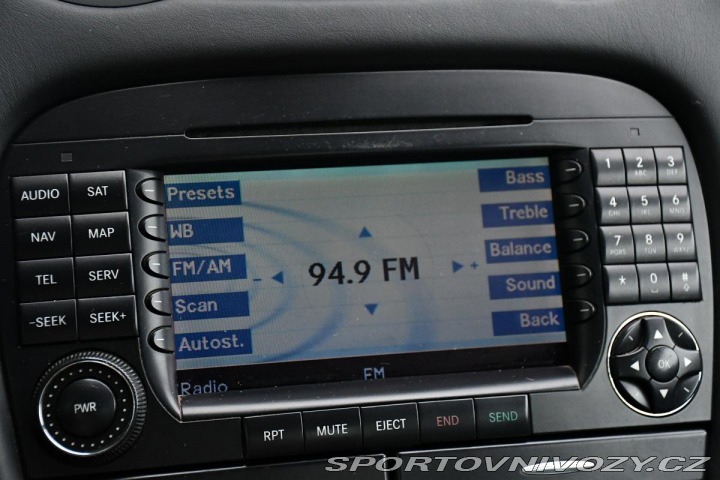 AUDIO SAT
NAV MAP
TEL SERV
-SEEK SEEK+
PWR
Presets
WB
FM/AM
Scan
Autost.
- 94.9 FM +
Bass
Treble
Balance
Sound
Back
Radio FM
RPT MUTE EJECT END SEND
1 2 ABC 3 DEF
4 GHI 5 JKL 6 MNO
7 PQRS 8 TUV 9 WXYZ
* 0 #
OK
SPORTOVNIVOZY.CZ